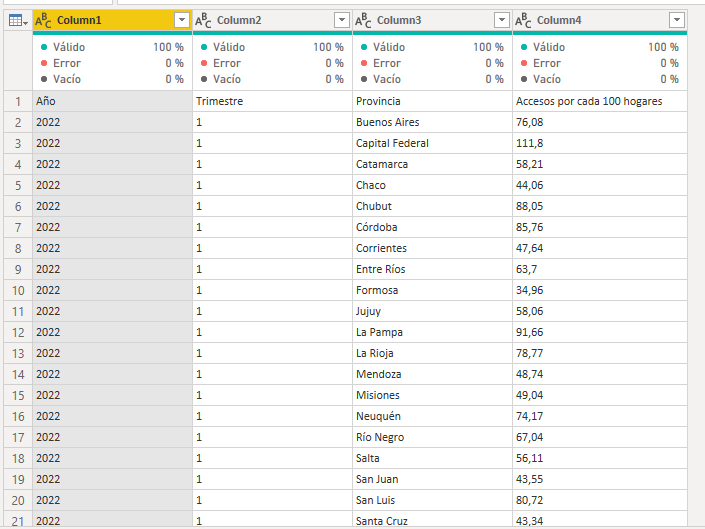 ABC Column1 ABC Column2 ABC Column3 ABC Column4
Válido 100 % Válido 100 % Válido 100 % Válido 100 %
Error 0 % Error 0 % Error 0 % Error 0 %
Vacío 0 % Vacío 0 % Vacío 0 % Vacío 0 %
1 Año Trimestre Provincia Accesos por cada 100 hogares
2 2022 1 Buenos Aires 76,08
3 2022 1 Capital Federal 111,8
4 2022 1 Catamarca 58,21
5 2022 1 Chaco 44,06
6 2022 1 Chubut 88,05
7 2022 1 Córdoba 85,76
8 2022 1 Corrientes 47,64
9 2022 1 Entre Ríos 63,7
10 2022 1 Formosa 34,96
11 2022 1 Jujuy 58,06
12 2022 1 La Pampa 91,66
13 2022 1 La Rioja 78,77
14 2022 1 Mendoza 48,74
15 2022 1 Misiones 49,04
16 2022 1 Neuquén 74,17
17 2022 1 Río Negro 67,04
18 2022 1 Salta 56,11
19 2022 1 San Juan 43,55
20 2022 1 San Luis 80,72
21 2022 1 Santa Cruz 43,34